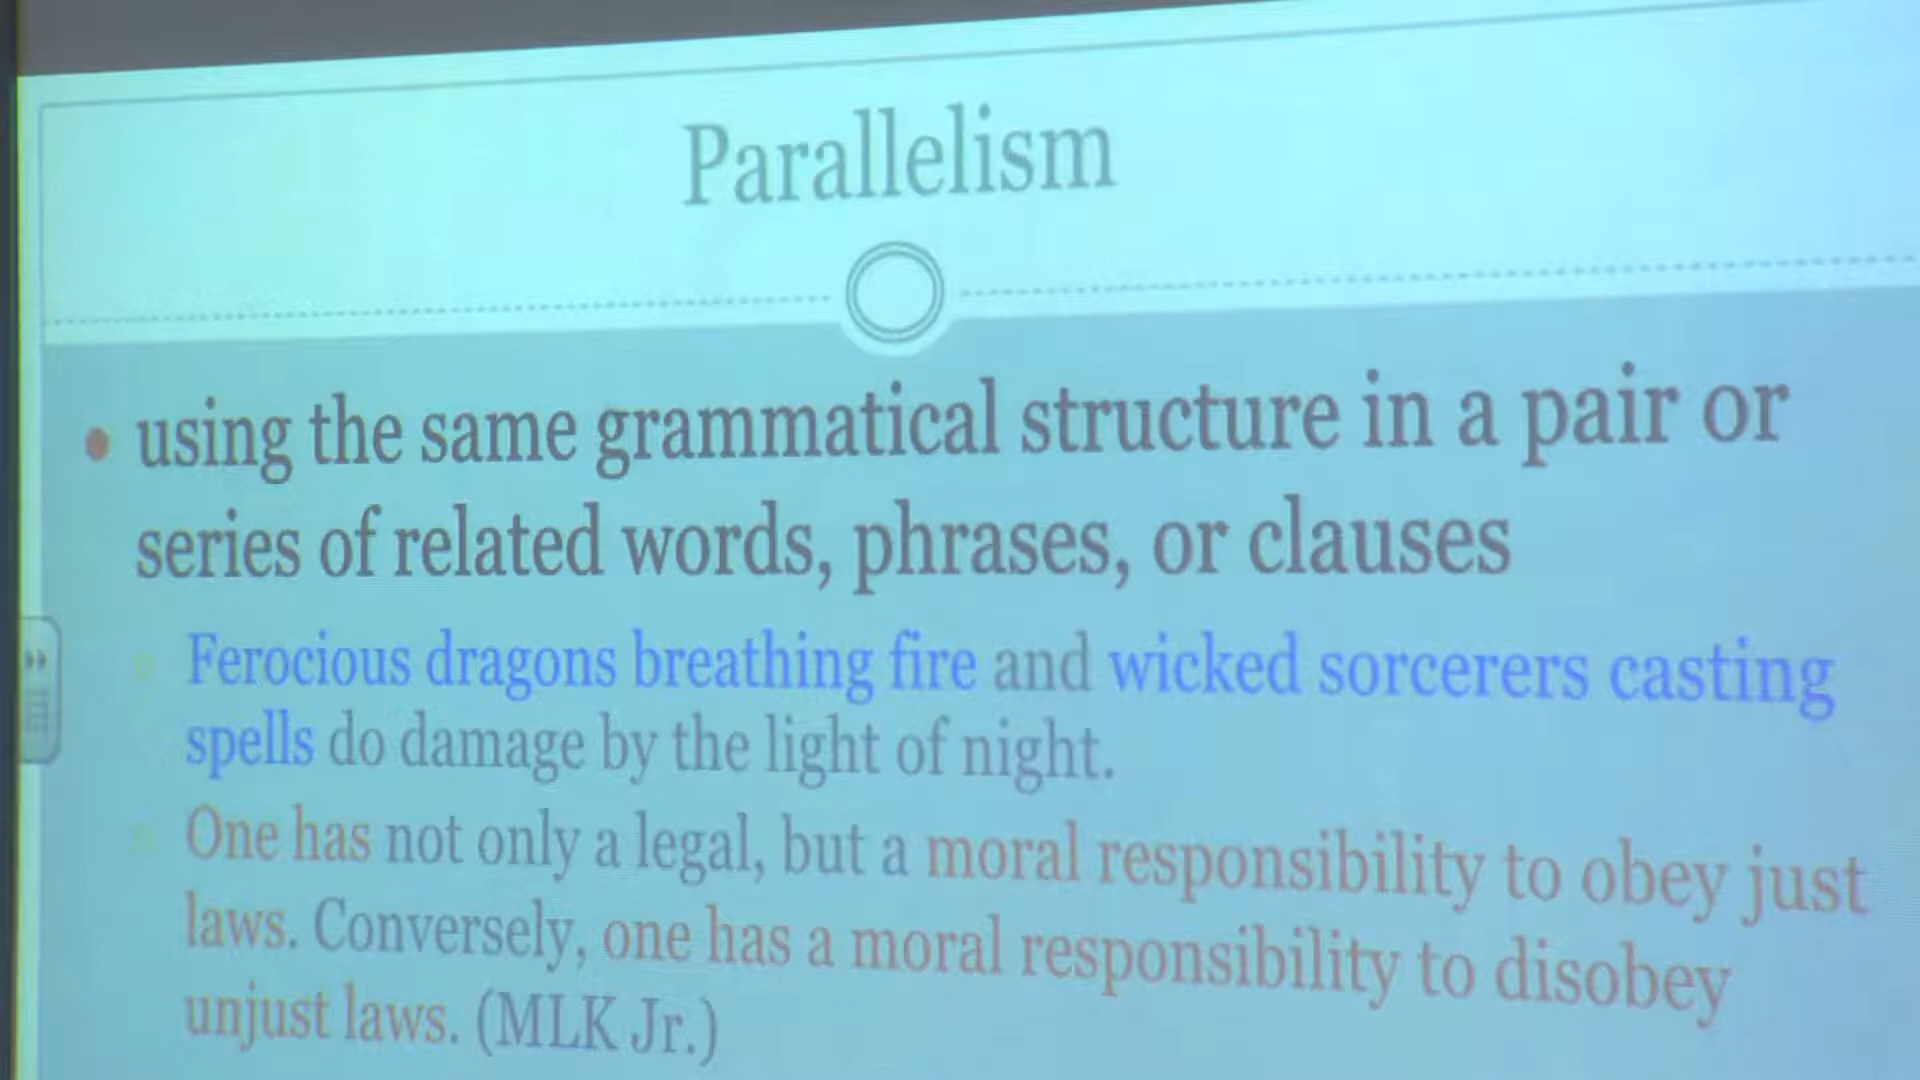 Parallelism
using the same grammatical structure in a pair or
series of related words, phrases, or clauses
Ferocious dragons breathing fire and wicked sorcerers casting
spells do damage by the light of night.
One has not only a legal, but a moral responsibility to obey just
laws. Conversely, one has a moral responsibility to disobey
unjust laws. (MLK Jr.)